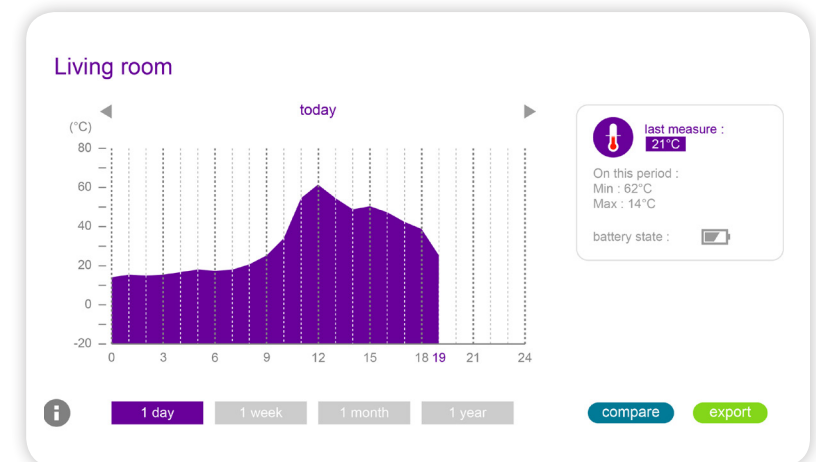 Living room
today
(°C)
80
60
40
20
0
-20
0 3 6 9 12 15 18 19 21 24
last measure :
21°C
On this period :
Min : 62°C
Max : 14°C
battery state :
i 1 day 1 week 1 month 1 year compare export